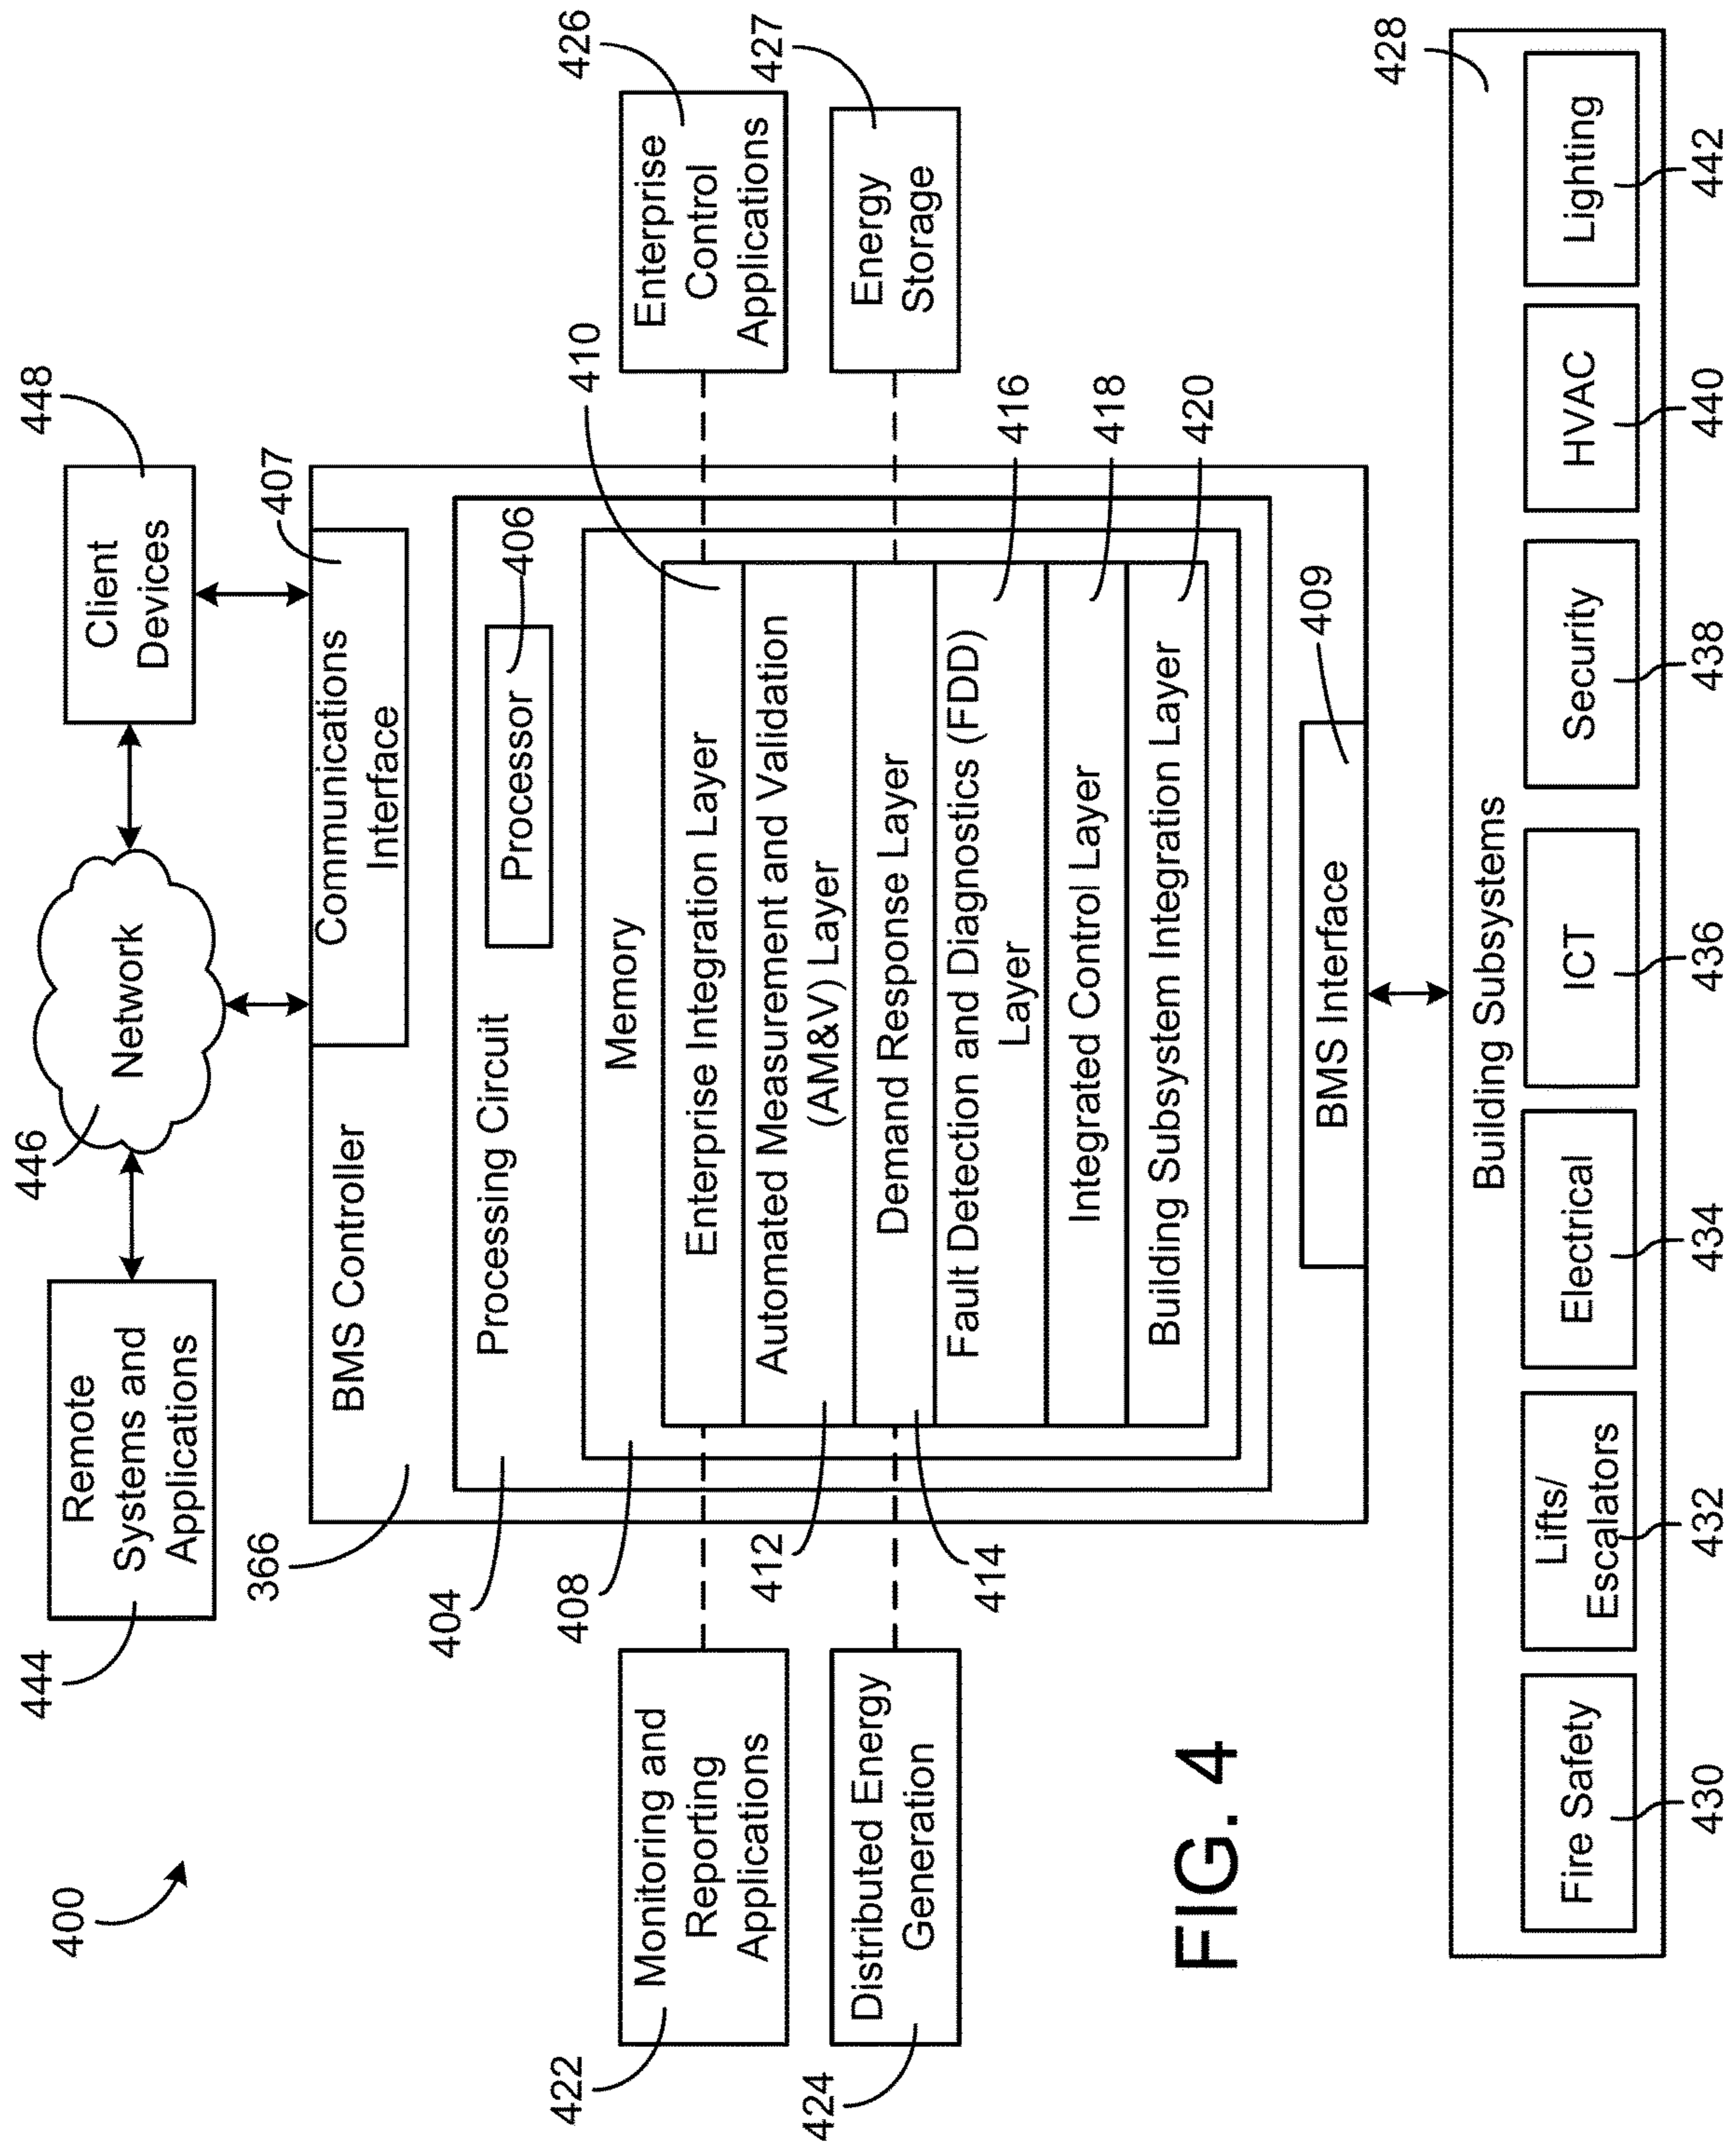 400
444
Remote
Systems and
Applications
446
Network
448
Client
Devices
366
BMS Controller
407
Communications
Interface
404
Processing Circuit
Processor
406
408
Memory
410
Enterprise Integration Layer
Automated Measurement and Validation
(AM&V) Layer
412
Demand Response Layer
414
Fault Detection and Diagnostics (FDD)
Layer
416
Integrated Control Layer
418
Building Subsystem Integration Layer
420
422
Monitoring and
Reporting
Applications
424
Distributed Energy
Generation
426
Enterprise
Control
Applications
427
Energy
Storage
BMS Interface
409
FIG. 4
Building Subsystems
428
Fire Safety
Lifts/
Escalators
Electrical
ICT
Security
HVAC
Lighting
430
432
434
436
438
440
442